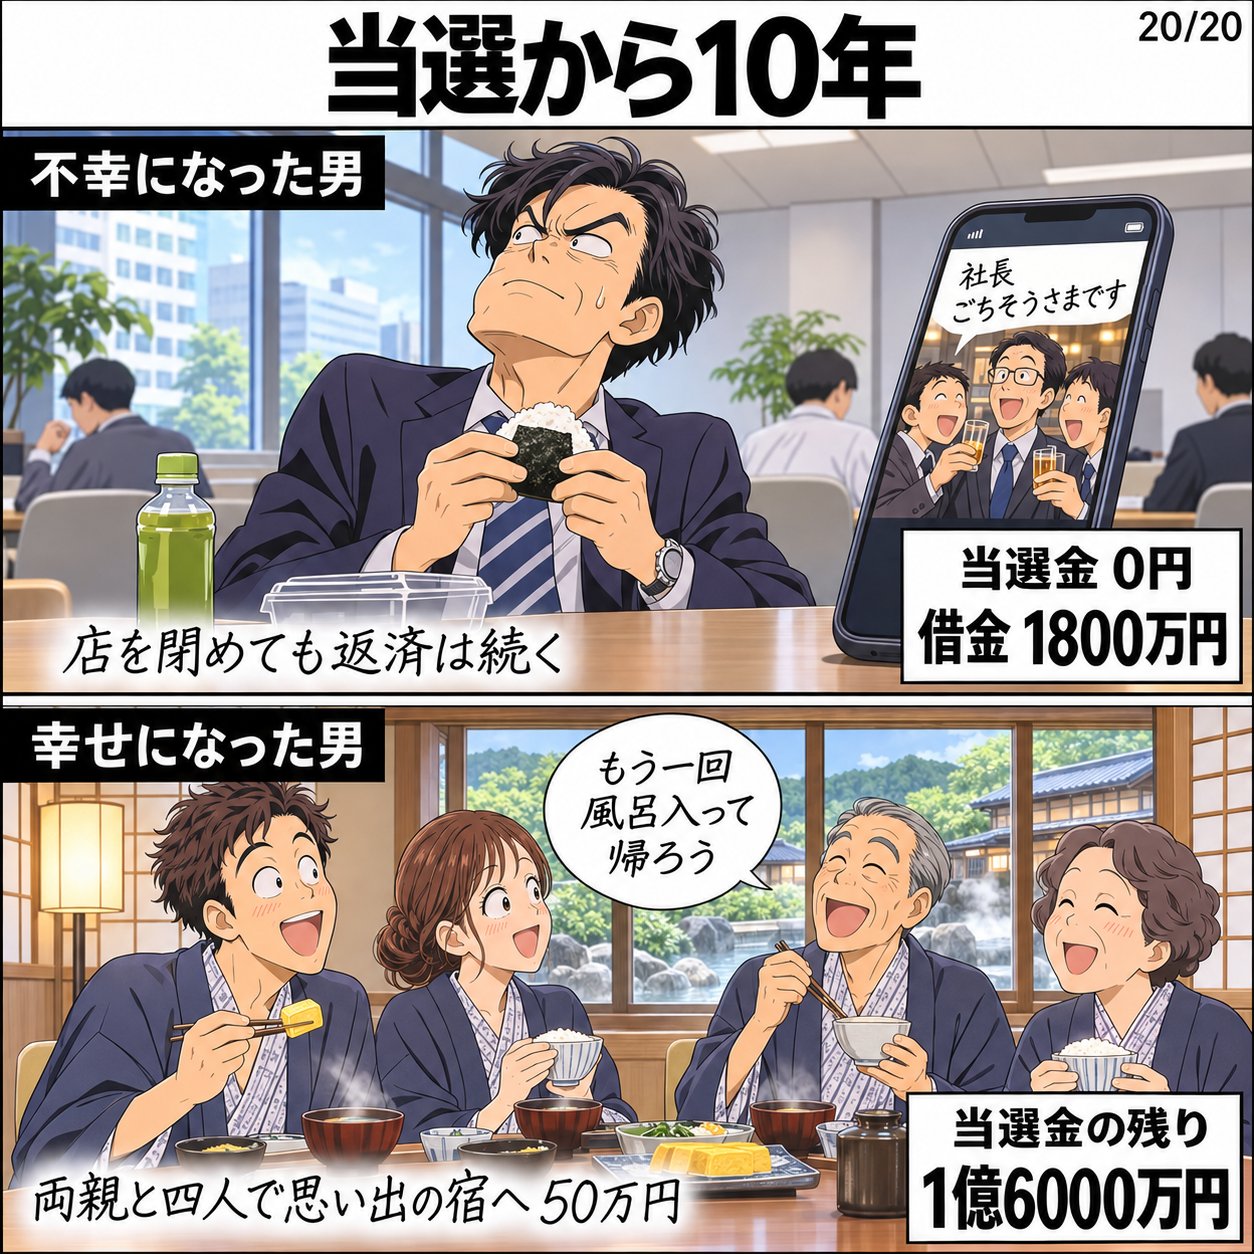 当選から10年
20/20
不幸になった男
社長
ごちそうさまです
当選金 0円
借金 1800万円
店を閉めても返済は続く
幸せになった男
もう一回
風呂入って
帰ろう
当選金の残り
1億6000万円
両親と四人で思い出の宿へ 50万円